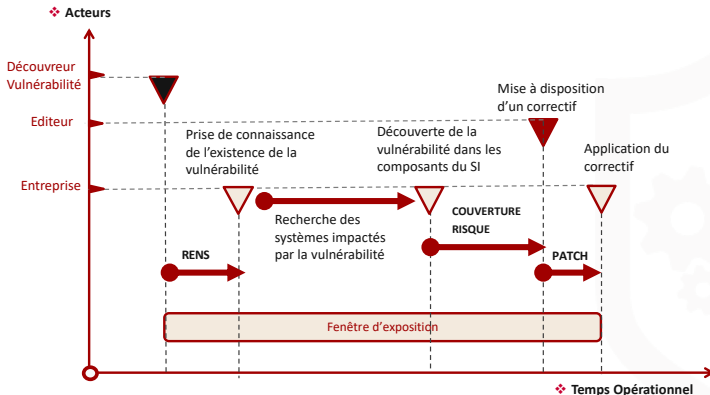 ❖ Acteurs
Découvreur
Vulnérabilité
Mise à disposition
d'un correctif
Editeur
Prise de connaissance
de l'existence de la
vulnérabilité
Découverte de la
vulnérabilité dans les
composants du SI
Application du
correctif
Entreprise
Recherche des
systèmes impactés
par la vulnérabilité
COUVERTURE
RISQUE
RENS
PATCH
Fenêtre d'exposition
❖ Temps Opérationnel